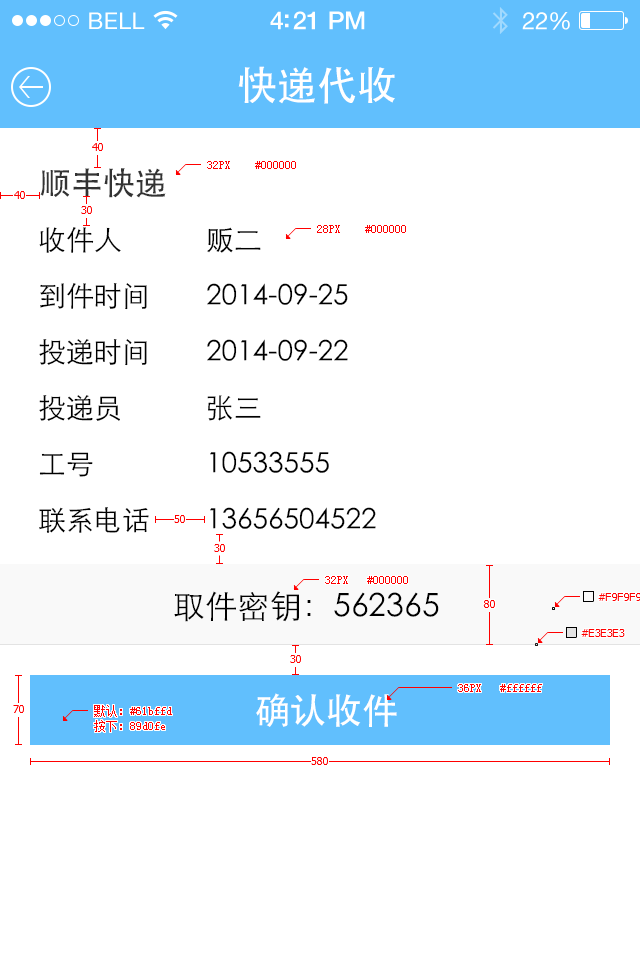 BELL 4:21 PM 22%
快递代收
40
顺丰快递 32PX #000000
40
30
收件人 贩二 28PX #000000
到件时间 2014-09-25
投递时间 2014-09-22
投递员 张三
工号 10533555
联系电话 50 13656504522
30
32PX #000000
取件密钥：562365 80 #F9F9F9
#E3E3E3
30
36PX #ffffff
70 默认：#61bffd 确认收件
按下：89d0fe
580